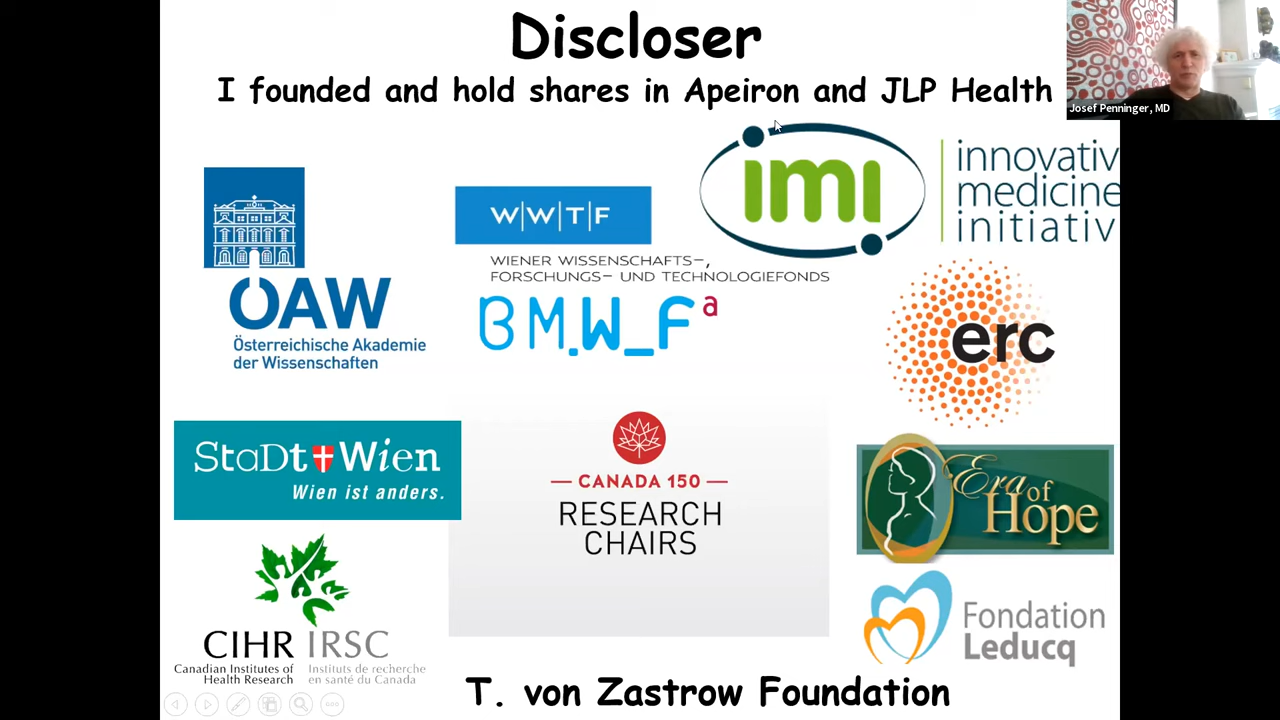 Discloser
I founded and hold shares in Apeiron and JLP Health
Josef Penninger, MD
imi
innovativ
medicine
initiativ
W|W|T|F
WIENER WISSENSCHAFTS-,
FORSCHUNGS- UND TECHNOLOGIEFONDS
ÖAW
Österreichische Akademie
der Wissenschaften
BM.W_Fa
erc
StaDt Wien
Wien ist anders.
CANADA 150
RESEARCH
CHAIRS
Era of
Hope
CIHR IRSC
Canadian Institutes of Health Research
Instituts de recherche en santé du Canada
Fondation
Leducq
T. von Zastrow Foundation